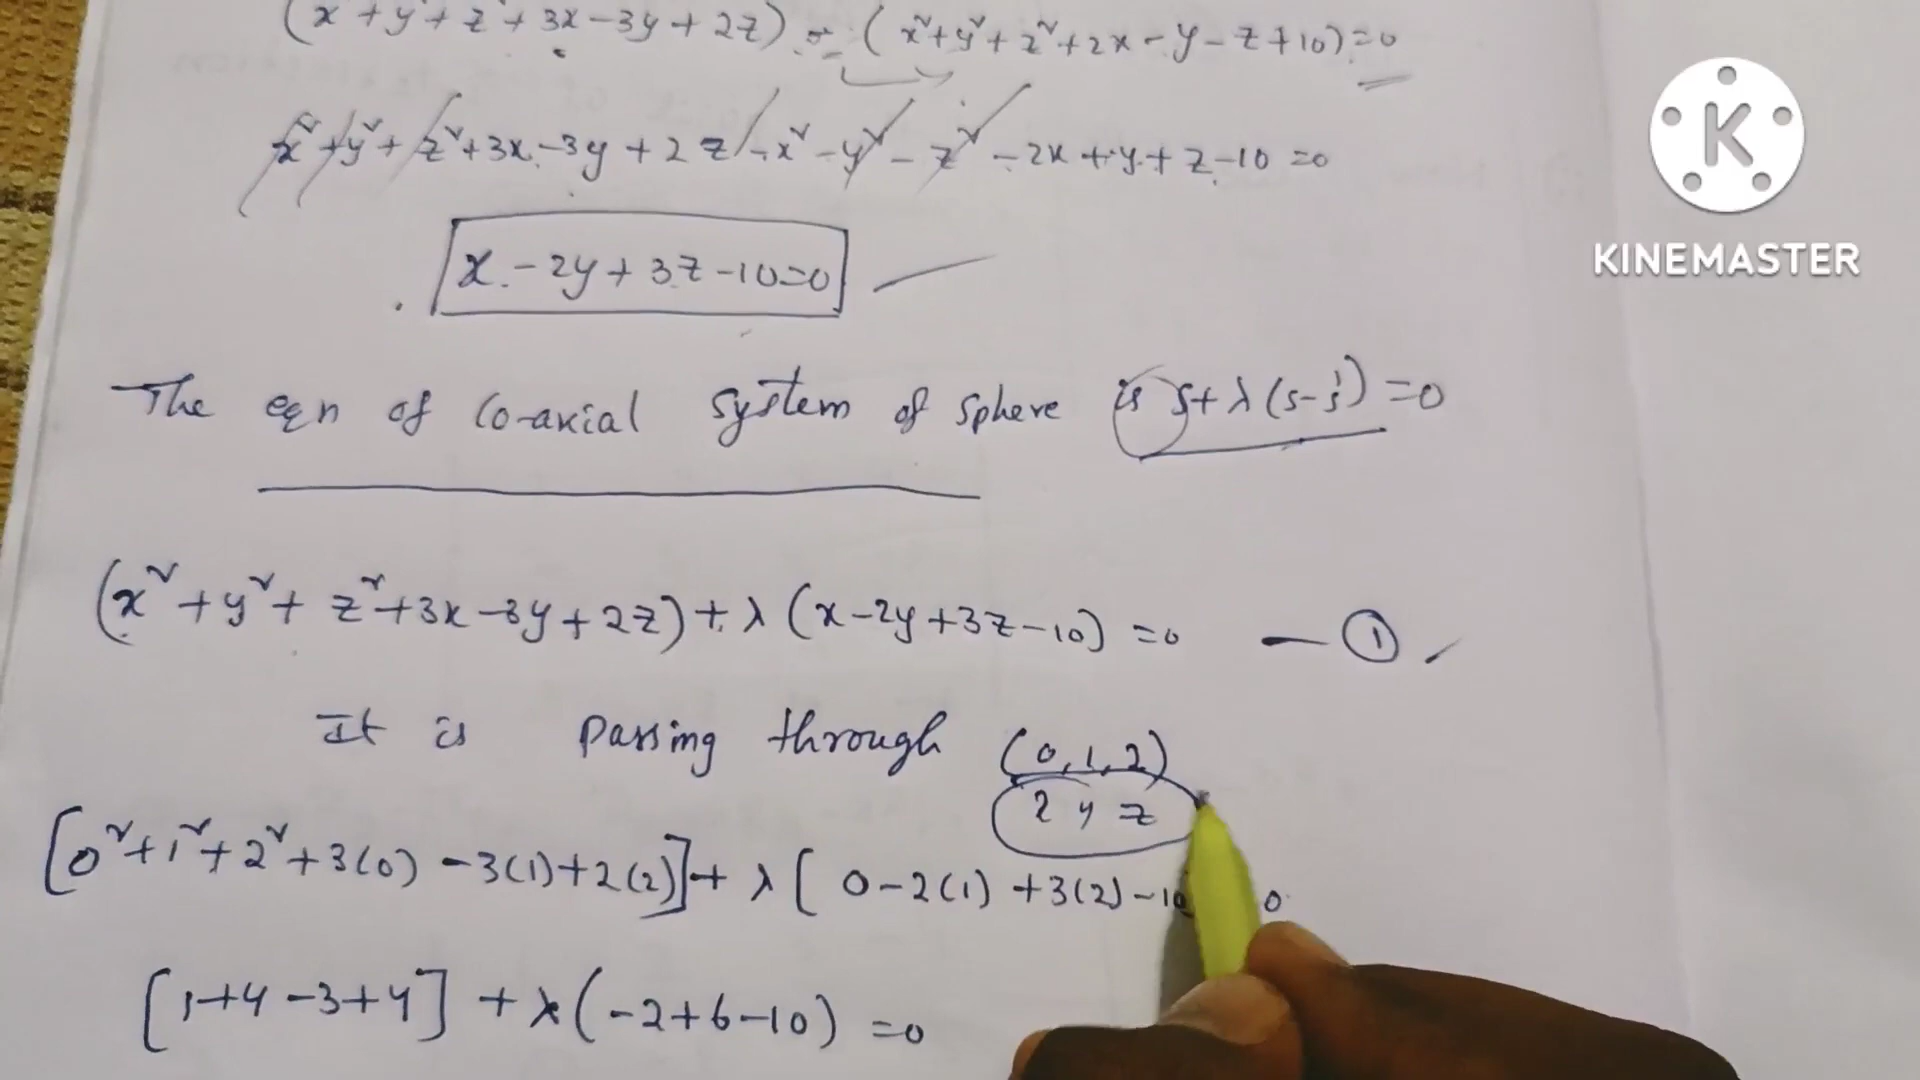 (x²+y²+z²+3x-3y+2z) - (x²+y²+z²+2x-y-z+10)=0
x²+y²+z²+3x-3y+2z-x²-y²-z²-2x+y+z-10=0
x-2y+3z-10=0
The eqn of co-axial system of sphere is s+λ(s-s')=0
(x²+y²+z²+3x-3y+2z)+λ(x-2y+3z-10)=0 — ①
It is passing through (0,1,2)
x y z
[0²+1²+2²+3(0)-3(1)+2(2)]+λ[0-2(1)+3(2)-10 0
[1+4-3+4]+λ(-2+6-10)=0
K
KINEMASTER